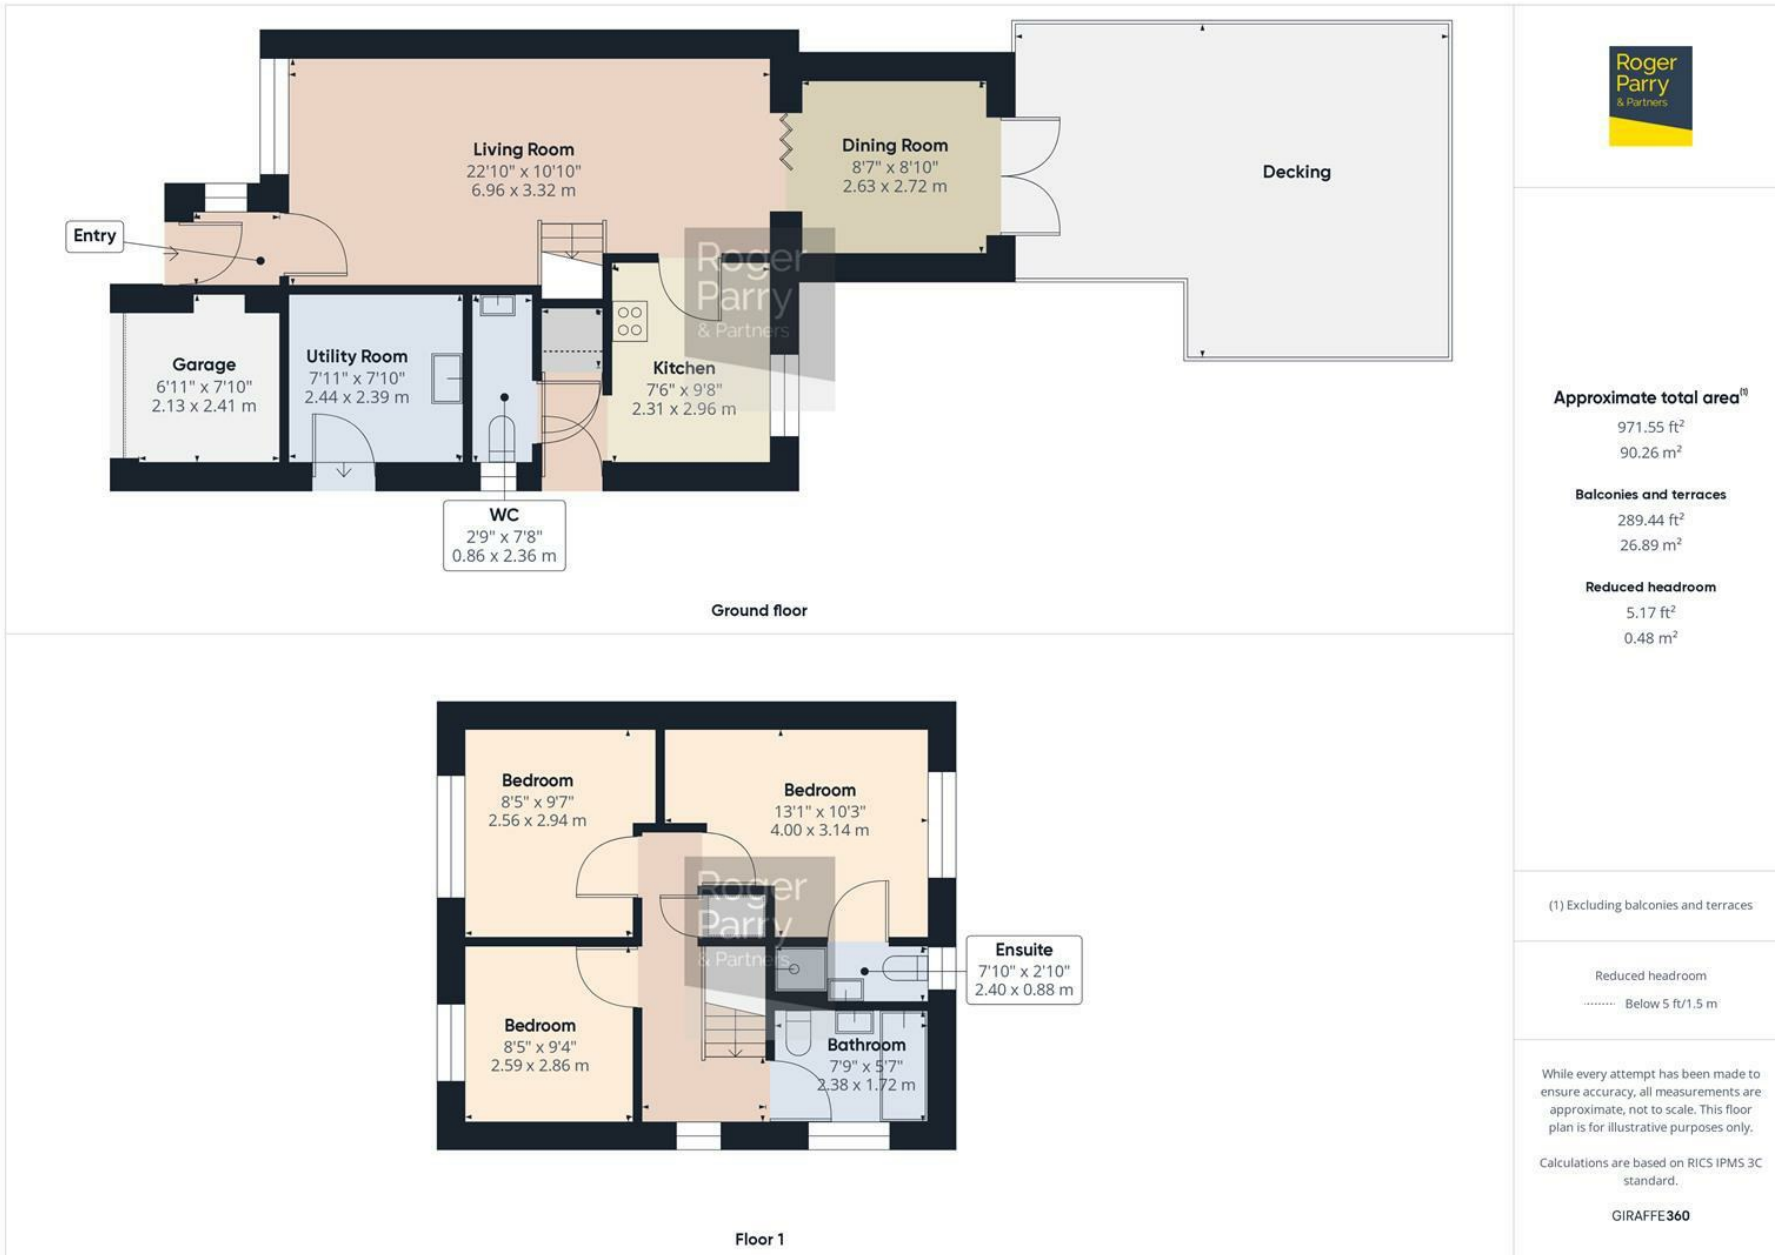 Living Room
22'10" x 10'10"
6.96 x 3.32 m
Dining Room
8'7" x 8'10"
2.63 x 2.72 m
Decking
Entry
Garage
6'11" x 7'10"
2.13 x 2.41 m
Utility Room
7'11" x 7'10"
2.44 x 2.39 m
Kitchen
7'6" x 9'8"
2.31 x 2.96 m
WC
2'9" x 7'8"
0.86 x 2.36 m
Roger
Parry
& Partners
Ground floor
Bedroom
8'5" x 9'7"
2.56 x 2.94 m
Bedroom
13'1" x 10'3"
4.00 x 3.14 m
Roger
Parry
& Partners
Ensuite
7'10" x 2'10"
2.40 x 0.88 m
Bedroom
8'5" x 9'4"
2.59 x 2.86 m
Bathroom
7'9" x 5'7"
2.38 x 1.72 m
Floor 1
Roger
Parry
& Partners
Approximate total area(1)
971.55 ft²
90.26 m²
Balconies and terraces
289.44 ft²
26.89 m²
Reduced headroom
5.17 ft²
0.48 m²
(1) Excluding balconies and terraces
Reduced headroom
Below 5 ft/1.5 m
While every attempt has been made to
ensure accuracy, all measurements are
approximate, not to scale. This floor
plan is for illustrative purposes only.
Calculations are based on RICS IPMS 3C
standard.
GIRAFFE360